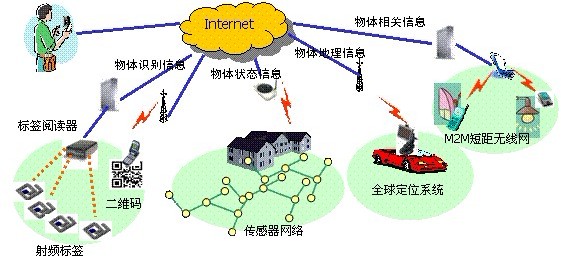 Internet
物体相关信息
物体识别信息
物体地理信息
物体状态信息
标签阅读器
二维码
射频标签
传感器网络
全球定位系统
M2M短距无线网